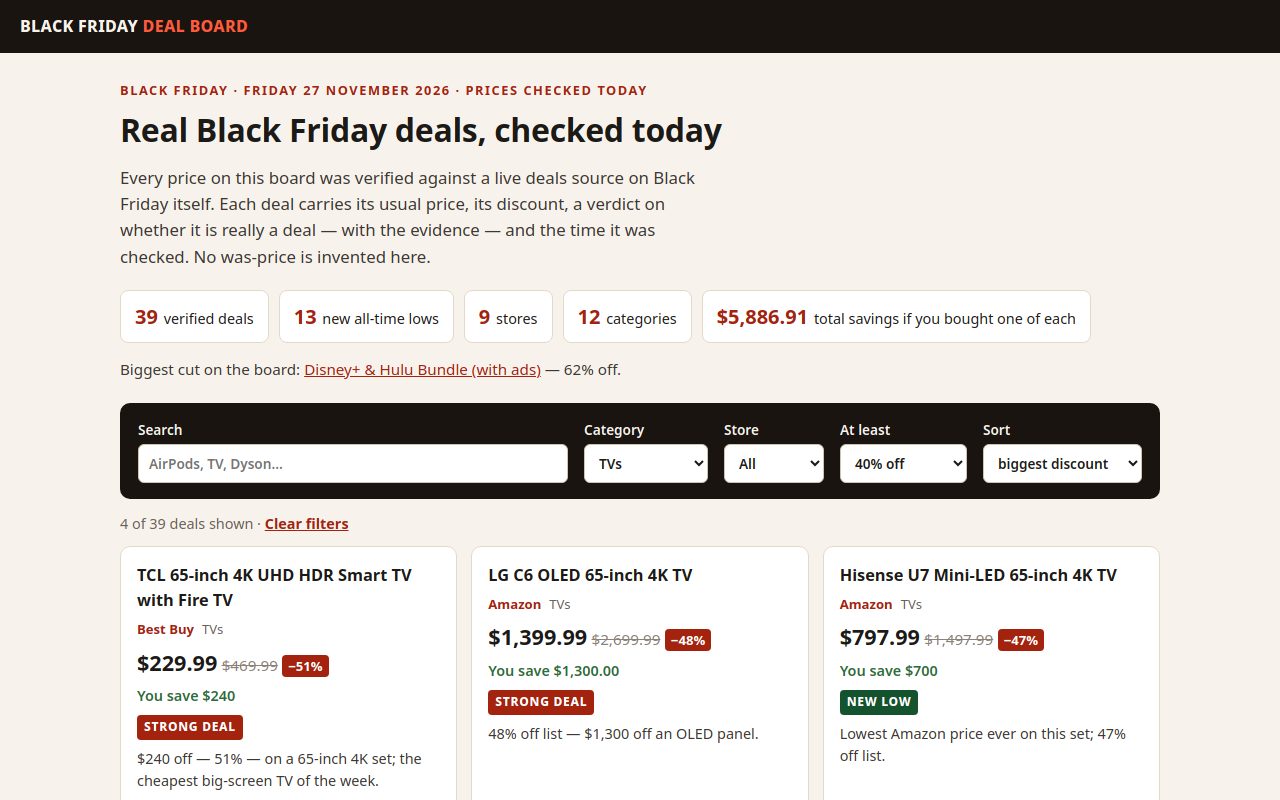 BLACK FRIDAY DEAL BOARD
BLACK FRIDAY · FRIDAY 27 NOVEMBER 2026 · PRICES CHECKED TODAY
Real Black Friday deals, checked today
Every price on this board was verified against a live deals source on Black
Friday itself. Each deal carries its usual price, its discount, a verdict on
whether it is really a deal — with the evidence — and the time it was
checked. No was-price is invented here.
39 verified deals
13 new all-time lows
9 stores
12 categories
$5,886.91 total savings if you bought one of each
Biggest cut on the board: Disney+ & Hulu Bundle (with ads) — 62% off.
Search
AirPods, TV, Dyson...
Category
TVs
Store
All
At least
40% off
Sort
biggest discount
4 of 39 deals shown · Clear filters
TCL 65-inch 4K UHD HDR Smart TV
with Fire TV
Best Buy TVs
$229.99 $469.99 −51%
You save $240
STRONG DEAL
$240 off — 51% — on a 65-inch 4K set; the
cheapest big-screen TV of the week.
LG C6 OLED 65-inch 4K TV
Amazon TVs
$1,399.99 $2,699.99 −48%
You save $1,300.00
STRONG DEAL
48% off list — $1,300 off an OLED panel.
Hisense U7 Mini-LED 65-inch 4K TV
Amazon TVs
$797.99 $1,497.99 −47%
You save $700
NEW LOW
Lowest Amazon price ever on this set; 47%
off list.